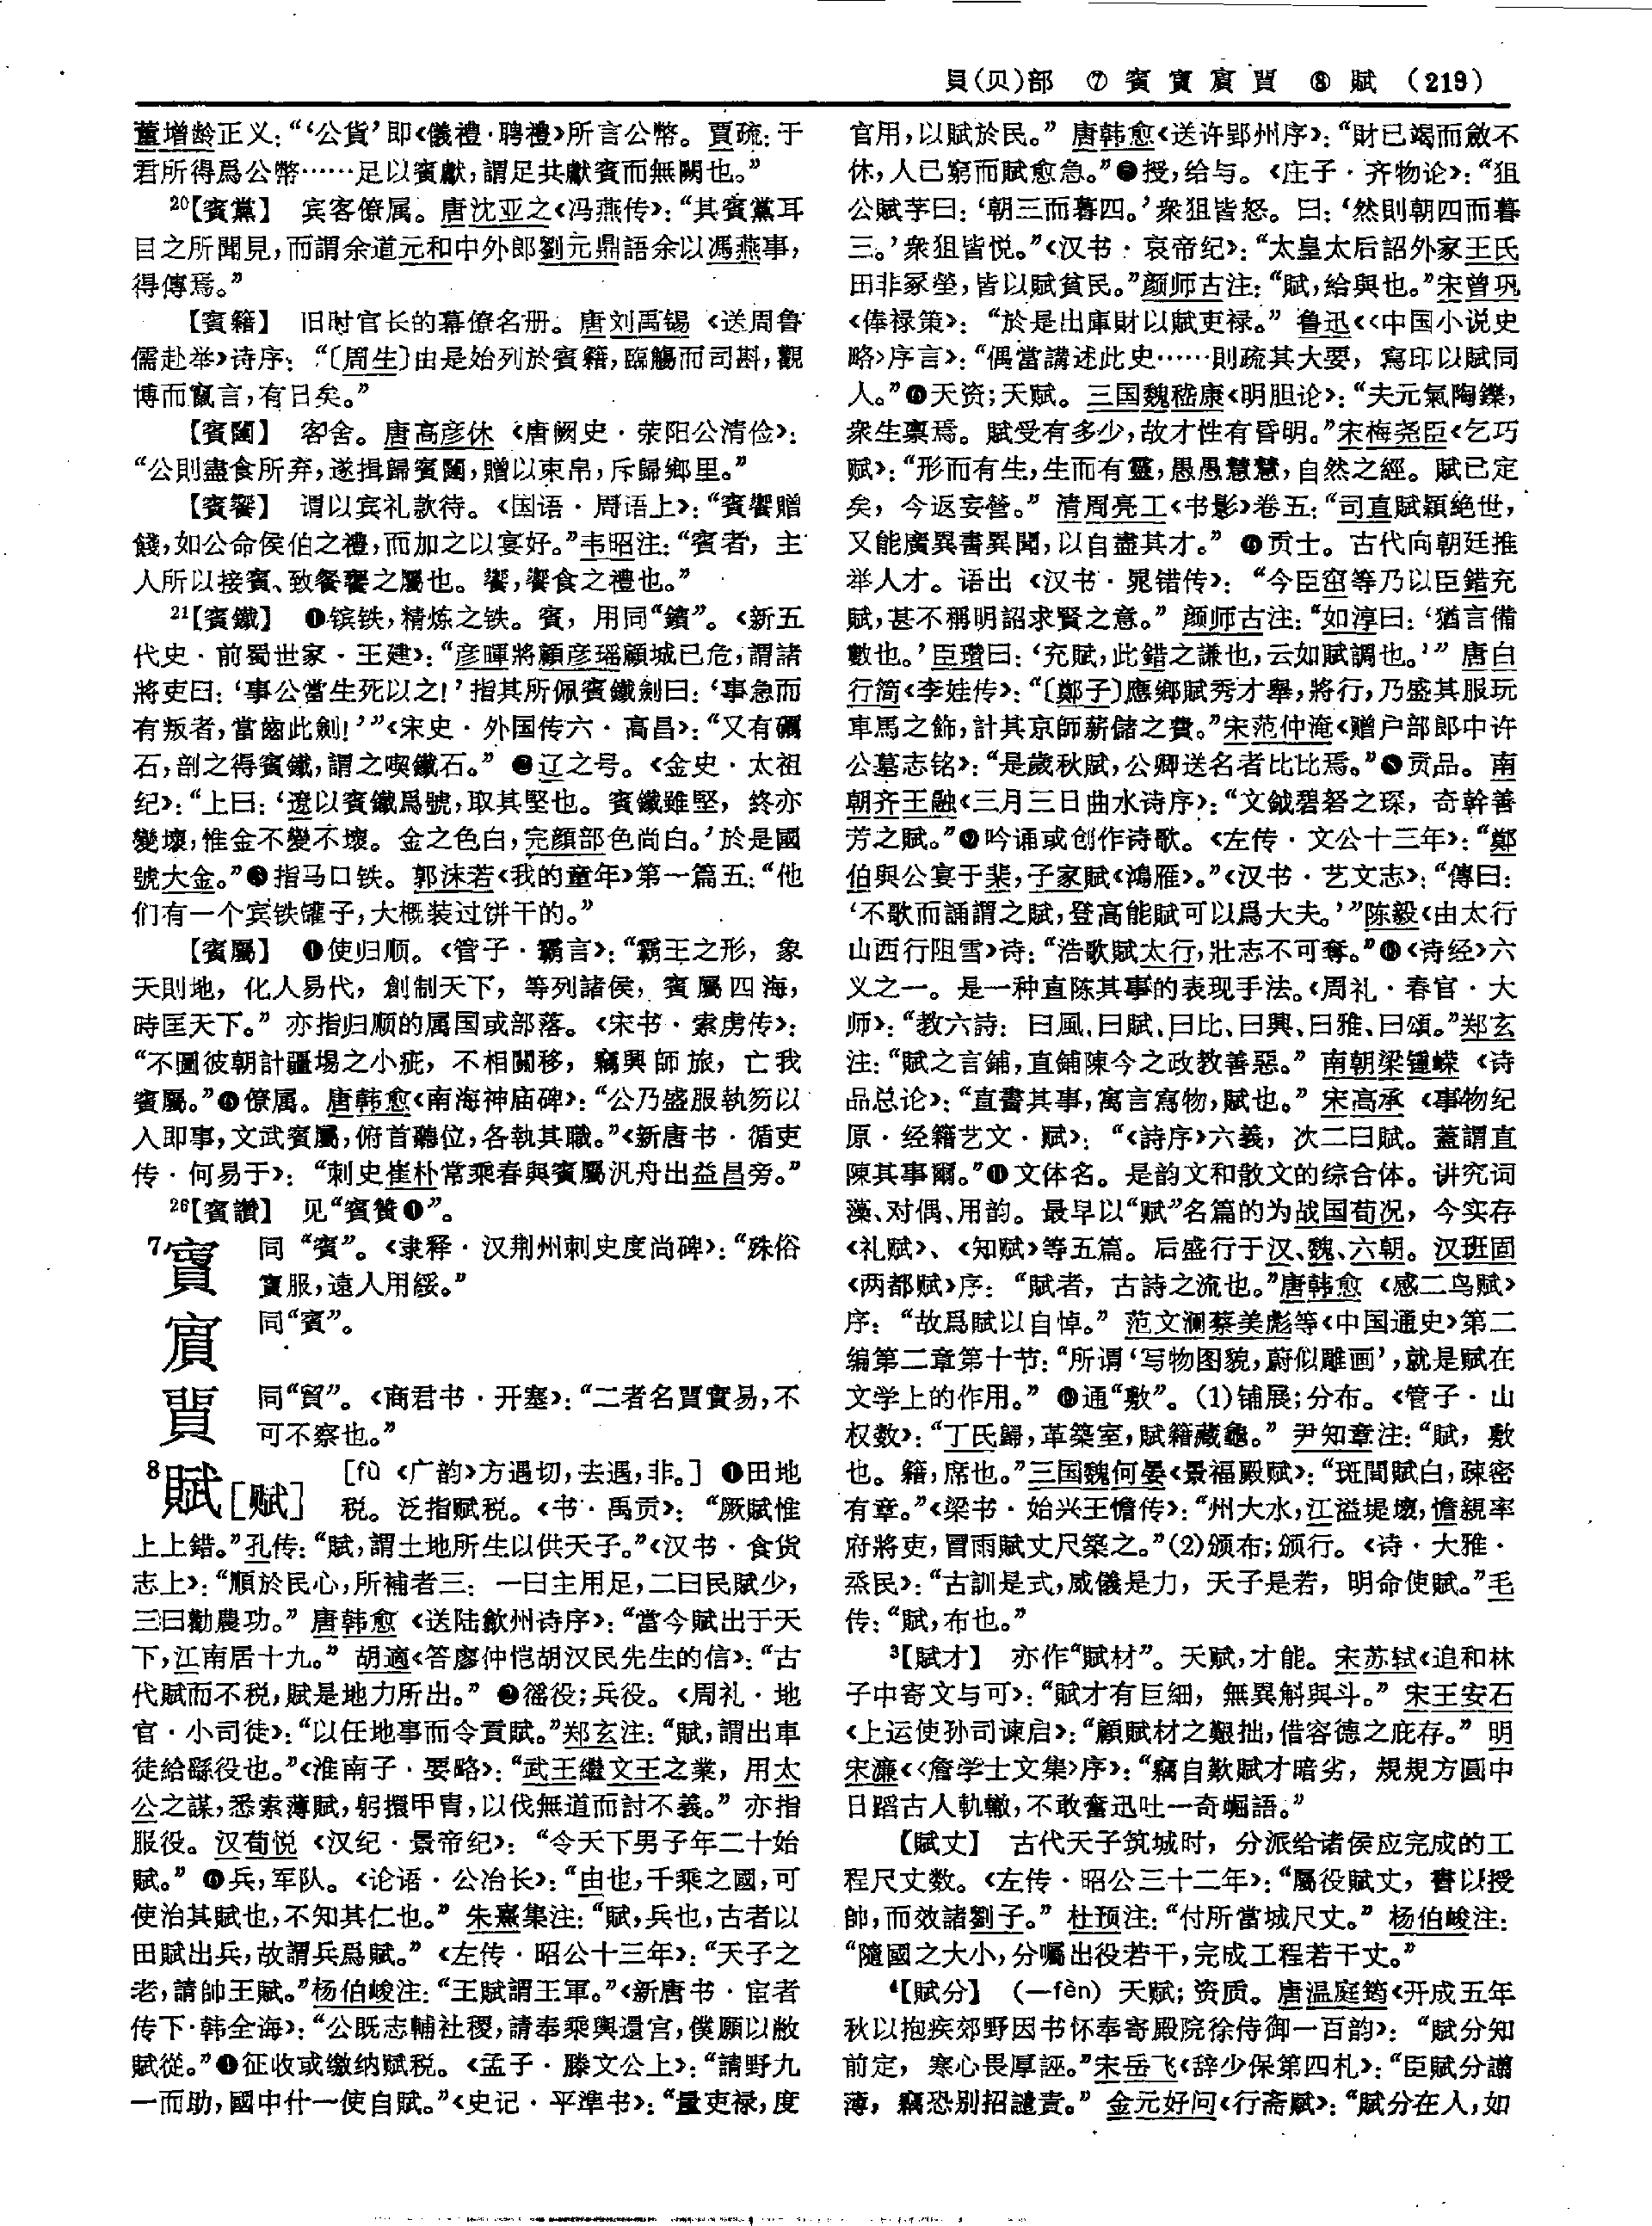 貝(贝)部 ⑦ 賓 賔 賓 貿 ⑧ 賦 (219)
董增龄正义：“‘公貨’即《儀禮·聘禮》所言公幣。賈疏：于
君所得爲公幣……足以賓獻，謂足共獻賓而無闕也。”
20【賓黨】 宾客僚属。唐沈亚之《冯燕传》：“其賓黨耳
目之所聞見，而謂余道元和中外郎劉元鼎語余以馮燕事，
得傳焉。”
【賓籍】 旧时官长的幕僚名册。唐刘禹锡《送周鲁
儒赴举》诗序：“〔周生〕由是始列於賓籍，臨觴而司斟，觀
博而竄言，有日矣。”
【賓閣】 客舍。唐高彦休《唐阙史·荥阳公清俭》：
“公則盡食所弃，遂揖歸賓閣，贈以束帛，斥歸鄉里。”
【賓饗】 谓以宾礼款待。《国语·周语上》：“賓饗贈
餞，如公命侯伯之禮，而加之以宴好。”韦昭注：“賓者，主
人所以接賓、致餐饔之屬也。饗，饗食之禮也。”
21【賓鐵】 ❶镔铁，精炼之铁。賓，用同“鑌”。《新五
代史·前蜀世家·王建》：“彦暉將顧彦瑶顧城已危，謂諸
將吏曰：‘事公當生死以之！’指其所佩賓鐵劍曰：‘事急而
有叛者，當齒此劍！’”《宋史·外国传六·高昌》：“又有礪
石，剖之得賓鐵，謂之喫鐵石。” ❷辽之号。《金史·太祖
纪》：“上曰：‘遼以賓鐵爲號，取其堅也。賓鐵雖堅，終亦
變壞，惟金不變不壞。金之色白，完顔部色尚白。’於是國
號大金。”❸指马口铁。郭沫若《我的童年》第一篇五：“他
们有一个宾铁罐子，大概装过饼干的。”
【賓屬】 ❶使归顺。《管子·霸言》：“霸王之形，象
天則地，化人易代，創制天下，等列諸侯，賓屬四海，
時匡天下。”亦指归顺的属国或部落。《宋书·索虏传》：
“不圖彼朝計疆場之小疵，不相關移，竊興師旅，亡我
賓屬。”❷僚属。唐韩愈《南海神庙碑》：“公乃盛服執笏以
入即事，文武賓屬，俯首聽位，各執其職。”《新唐书·循吏
传·何易于》：“刺史崔朴常乘春與賓屬汎舟出益昌旁。”
26【賓讚】 见“賓贊❶”。
7 同“賓”。《隶释·汉荆州刺史度尚碑》：“殊俗
賓服，遠人用綏。”
同“賓”。
同“貿”。《商君书·开塞》：“二者名貿實易，不
可不察也。”
8賦[赋] [fù 《广韵》方遇切，去遇，非。] ❶田地
税。泛指赋税。《书·禹贡》：“厥賦惟
上上錯。”孔传：“賦，謂土地所生以供天子。”《汉书·食货
志上》：“順於民心，所補者三：一曰主用足，二曰民賦少，
三曰勸農功。”唐韩愈《送陆歙州诗序》：“當今賦出于天
下，江南居十九。”胡適《答廖仲恺胡汉民先生的信》：“古
代賦而不税，賦是地力所出。” ❷徭役；兵役。《周礼·地
官·小司徒》：“以任地事而令貢賦。”郑玄注：“賦，謂出車
徒給繇役也。”《淮南子·要略》：“武王繼文王之業，用太
公之謀，悉索薄賦，躬擐甲冑，以伐無道而討不義。”亦指
服役。汉荀悦《汉纪·景帝纪》：“令天下男子年二十始
賦。” ❸兵，军队。《论语·公冶长》：“由也，千乘之國，可
使治其賦也，不知其仁也。”朱熹集注：“賦，兵也，古者以
田賦出兵，故謂兵爲賦。”《左传·昭公十三年》：“天子之
老，請帥王賦。”杨伯峻注：“王賦謂王軍。”《新唐书·宦者
传下·韩全诲》：“公既志輔社稷，請奉乘輿還宫，僕願以敝
賦從。”❹征收或缴纳赋税。《孟子·滕文公上》：“請野九
一而助，國中什一使自賦。”《史记·平準书》：“量吏禄，度
官用，以賦於民。”唐韩愈《送许郢州序》：“財已竭而斂不
休，人已窮而賦愈急。”❺授，给与。《庄子·齐物论》：“狙
公賦芧曰：‘朝三而暮四。’衆狙皆怒。曰：‘然則朝四而暮
三。’衆狙皆悦。”《汉书·哀帝纪》：“太皇太后詔外家王氏
田非冢塋，皆以賦貧民。”颜师古注：“賦，給與也。”宋曾巩
《俸禄策》：“於是出庫財以賦吏禄。”鲁迅《〈中国小说史
略〉序言》：“偶當講述此史……則疏其大要，寫印以賦同
人。”❻天资；天赋。三国魏嵇康《明胆论》：“夫元氣陶鑠，
衆生禀焉。賦受有多少，故才性有昏明。”宋梅尧臣《乞巧
赋》：“形而有生，生而有靈，愚愚慧慧，自然之經。賦已定
矣，今返妄營。”清周亮工《书影》卷五：“司直賦穎絶世，
又能廣異書異聞，以自盡其才。” ❼贡士。古代向朝廷推
举人才。语出《汉书·晁错传》：“今臣窋等乃以臣錯充
賦，甚不稱明詔求賢之意。”颜师古注：“如淳曰：‘猶言備
數也。’臣瓚曰：‘充賦，此錯之謙也，云如賦調也。’”唐白
行简《李娃传》：“〔鄭子〕應鄉賦秀才舉，將行，乃盛其服玩
車馬之飾，計其京師薪儲之費。”宋范仲淹《赠户部郎中许
公墓志铭》：“是歲秋賦，公卿送名者比比焉。”❽贡品。南
朝齐王融《三月三日曲水诗序》：“文鉞碧砮之琛，奇幹善
芳之賦。”❾吟诵或创作诗歌。《左传·文公十三年》：“鄭
伯與公宴于棐，子家賦《鴻雁》。”《汉书·艺文志》：“傳曰：
‘不歌而誦謂之賦，登高能賦可以爲大夫。’”陈毅《由太行
山西行阻雪》诗：“浩歌賦太行，壯志不可奪。”❿《诗经》六
义之一。是一种直陈其事的表现手法。《周礼·春官·大
师》：“教六詩：曰風、曰賦、曰比、曰興、曰雅、曰頌。”郑玄
注：“賦之言鋪，直鋪陳今之政教善惡。”南朝梁锺嵘《诗
品总论》：“直書其事，寓言寫物，賦也。”宋高承《事物纪
原·经籍艺文·赋》：“《詩序》六義，次二曰賦。蓋謂直
陳其事爾。”⓫文体名。是韵文和散文的综合体。讲究词
藻、对偶、用韵。最早以“赋”名篇的为战国荀况，今实存
《礼赋》、《知赋》等五篇。后盛行于汉、魏、六朝。汉班固
《两都赋》序：“賦者，古詩之流也。”唐韩愈《感二鸟赋》
序：“故爲賦以自悼。”范文澜蔡美彪等《中国通史》第二
编第二章第十节：“所谓‘写物图貌，蔚似雕画’，就是赋在
文学上的作用。” ⓬通“敷”。(1)铺展；分布。《管子·山
权数》：“丁氏歸，革築室，賦籍藏龜。”尹知章注：“賦，敷
也。籍，席也。”三国魏何晏《景福殿赋》：“斑間賦白，疎密
有章。”《梁书·始兴王憺传》：“州大水，江溢堤壞，憺親率
府將吏，冒雨賦丈尺築之。”(2)颁布；颁行。《诗·大雅·
烝民》：“古訓是式，威儀是力，天子是若，明命使賦。”毛
传：“賦，布也。”
3【賦才】 亦作“賦材”。天赋，才能。宋苏轼《追和林
子中寄文与可》：“賦才有巨細，無異斛與斗。”宋王安石
《上运使孙司谏启》：“顧賦材之艱拙，借容德之庇存。”明
宋濂《〈詹学士文集〉序》：“竊自歎賦才暗劣，規規方圓中
日蹈古人軌轍，不敢奮迅吐一奇崛語。”
【賦丈】 古代天子筑城时，分派给诸侯应完成的工
程尺丈数。《左传·昭公三十二年》：“屬役賦丈，書以授
帥，而效諸劉子。”杜预注：“付所當城尺丈。”杨伯峻注：
“隨國之大小，分囑出役若干，完成工程若干丈。”
4【賦分】 (一fèn) 天赋；资质。唐温庭筠《开成五年
秋以抱疾郊野因书怀奉寄殿院徐侍御一百韵》：“賦分知
前定，寒心畏厚誣。”宋岳飞《辞少保第四札》：“臣賦分譾
薄，竊恐别招譴責。”金元好问《行斋赋》：“賦分在人，如